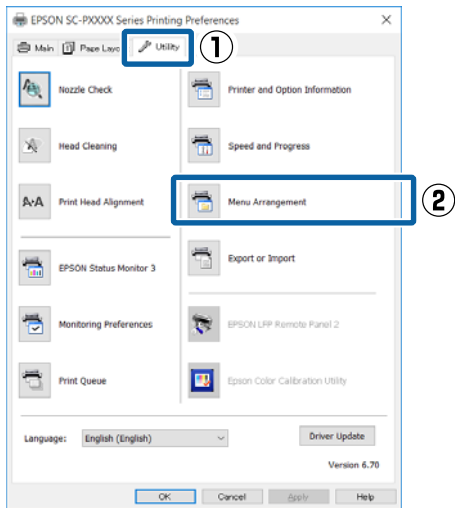 EPSON SC-PXXXX Series Printing Preferences
Main Page Layo Utility
①
Nozzle Check
Printer and Option Information
Head Cleaning
Speed and Progress
A·A Print Head Alignment
Menu Arrangement
②
EPSON Status Monitor 3
Export or Import
Monitoring Preferences
EPSON LFP Remote Panel 2
Print Queue
Epson Color Calibration Utility
Language: English (English)
Driver Update
Version 6.70
OK Cancel Apply Help